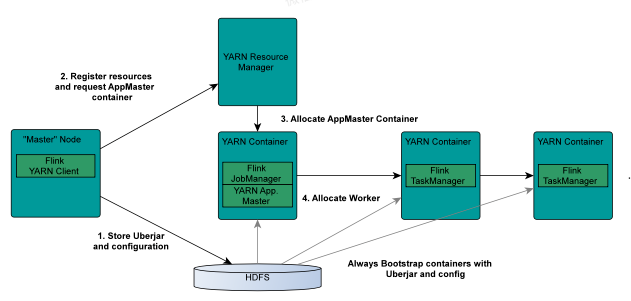 YARN Resource
Manager
2. Register resources
and request AppMaster
container
3. Allocate AppMaster Container
"Master" Node
Flink
YARN Client
YARN Container
Flink
JobManager
YARN App.
Master
4. Allocate Worker
YARN Container
Flink
TaskManager
YARN Container
Flink
TaskManager
1. Store Uberjar
and configuration
HDFS
Always Bootstrap containers with
Uberjar and config